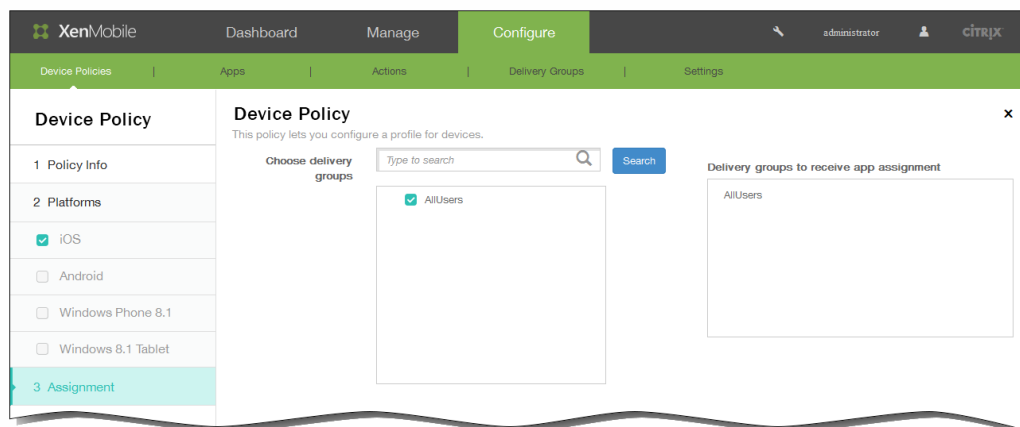 XenMobile Dashboard Manage Configure administrator CİTRIX
Device Policies | Apps | Actions | Delivery Groups | Settings
Device Policy
1 Policy Info
2 Platforms
iOS
Android
Windows Phone 8.1
Windows 8.1 Tablet
3 Assignment
Device Policy x
This policy lets you configure a profile for devices.
Choose delivery
groups
Type to search
Search
AllUsers
Delivery groups to receive app assignment
AllUsers